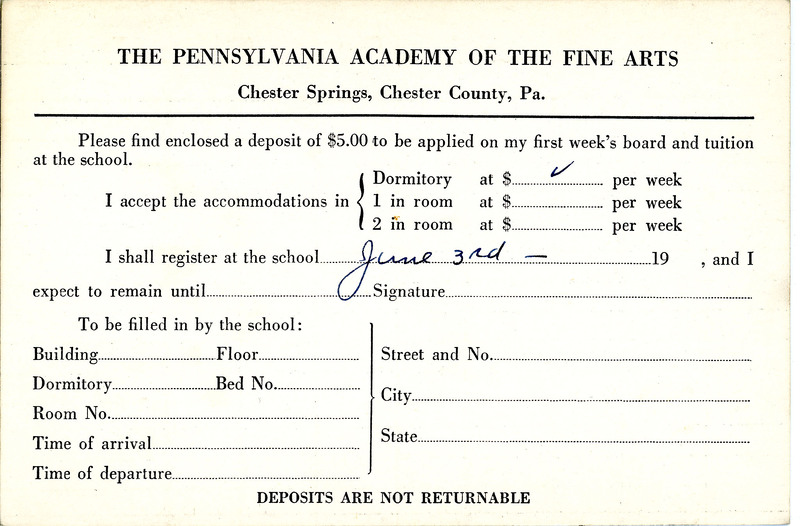 THE PENNSYLVANIA ACADEMY OF THE FINE ARTS
Chester Springs, Chester County, Pa.
Please find enclosed a deposit of $5.00 to be applied on my first week's board and tuition
at the school.
I accept the accommodations in { Dormitory at $ ✓ per week
1 in room at $ per week
2 in room at $ per week
I shall register at the school June 3rd — 19 , and I
expect to remain until Signature
To be filled in by the school:
Building Floor
Dormitory Bed No.
Room No.
Time of arrival
Time of departure
Street and No.
City
State
DEPOSITS ARE NOT RETURNABLE